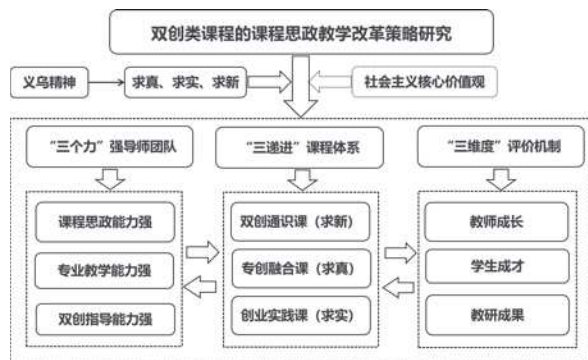 双创类课程的课程思政教学改革策略研究
义乌精神
求真、求实、求新
社会主义核心价值观
“三个力”强导师团队
“三递进”课程体系
“三维度”评价机制
课程思政能力强
双创通识课（求新）
教师成长
专业教学能力强
专创融合课（求真）
学生成才
双创指导能力强
创业实践课（求实）
教研成果